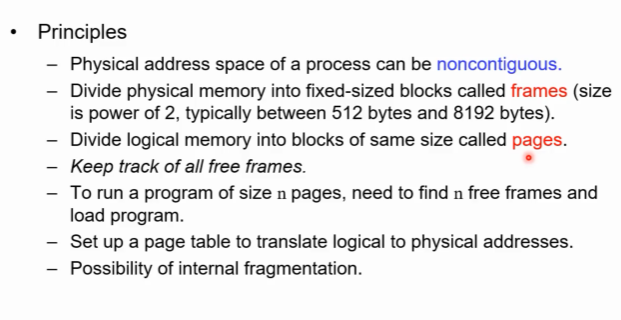 • Principles
– Physical address space of a process can be noncontiguous.
– Divide physical memory into fixed-sized blocks called frames (size
is power of 2, typically between 512 bytes and 8192 bytes).
– Divide logical memory into blocks of same size called pages.
– Keep track of all free frames.
– To run a program of size n pages, need to find n free frames and
load program.
– Set up a page table to translate logical to physical addresses.
– Possibility of internal fragmentation.